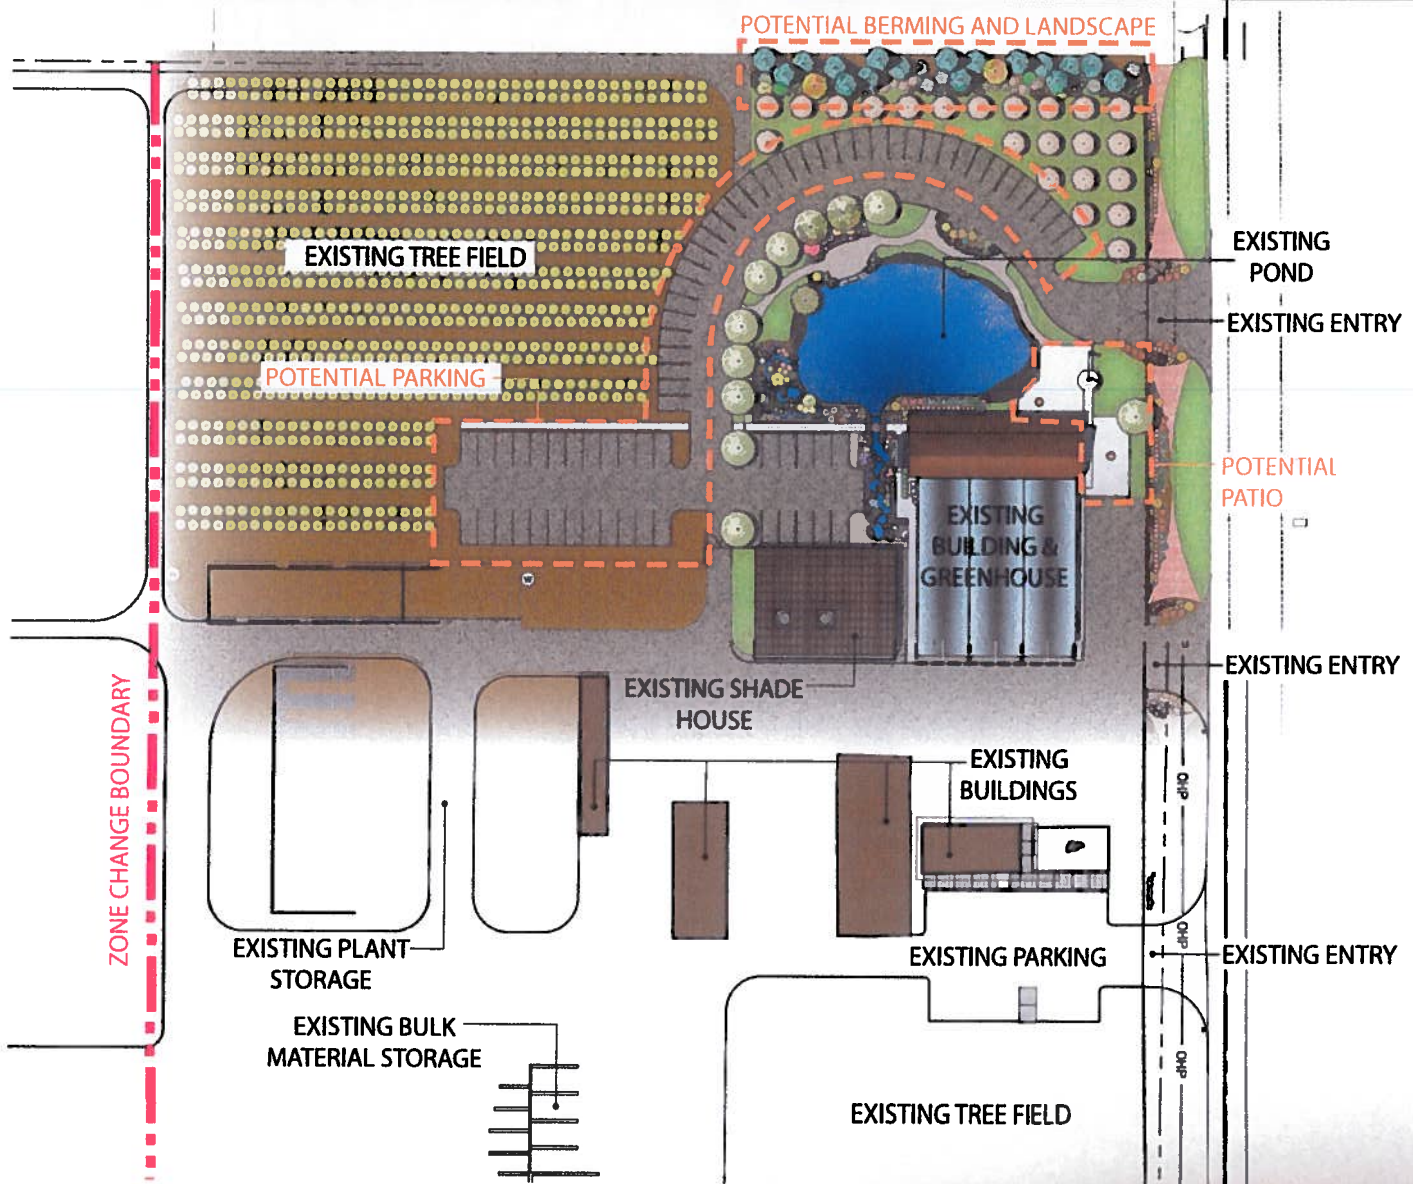 POTENTIAL BERMING AND LANDSCAPE
EXISTING TREE FIELD
EXISTING
POND
EXISTING ENTRY
POTENTIAL PARKING
POTENTIAL
PATIO
EXISTING
BUILDING &
GREENHOUSE
W
EXISTING ENTRY
EXISTING SHADE
HOUSE
ZONE CHANGE BOUNDARY
EXISTING
BUILDINGS
OHP
EXISTING PLANT
STORAGE
EXISTING PARKING
OHP
EXISTING ENTRY
EXISTING BULK
MATERIAL STORAGE
OHP
EXISTING TREE FIELD